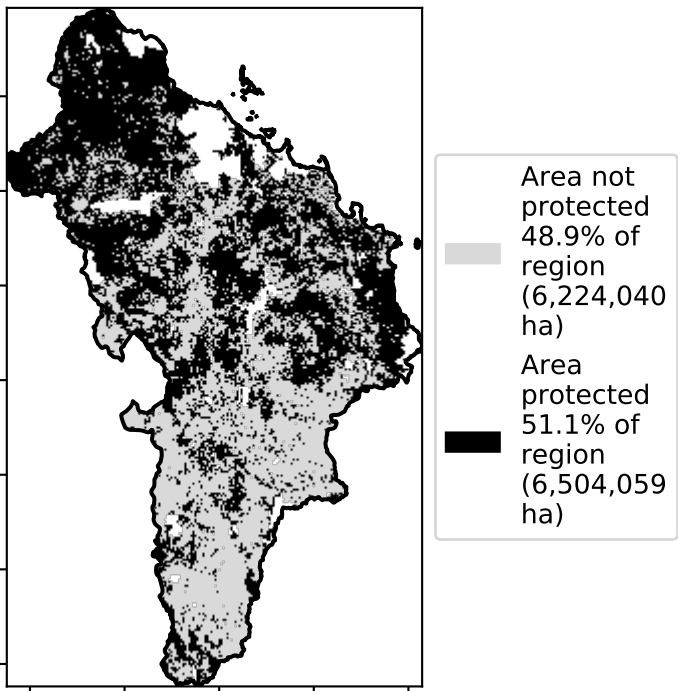 Area not
protected
48.9% of
region
(6,224,040
ha)
Area
protected
51.1% of
region
(6,504,059
ha)